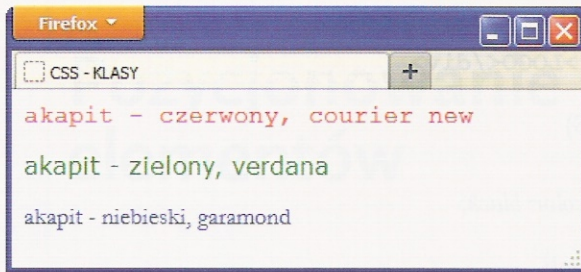 Firefox
CSS - KLASY
akapit - czerwony, courier new
akapit - zielony, verdana
akapit - niebieski, garamond